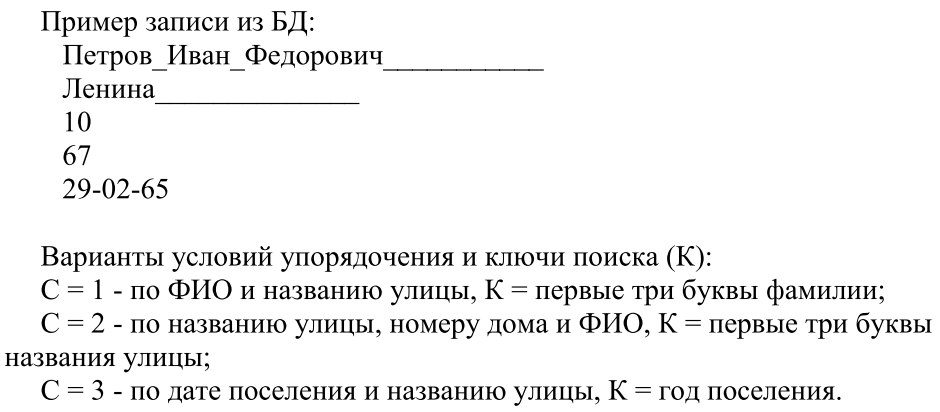 Пример записи из БД:
Петров_Иван_Федорович___________
Ленина______________
10
67
29-02-65
Варианты условий упорядочения и ключи поиска (К):
С = 1 - по ФИО и названию улицы, К = первые три буквы фамилии;
С = 2 - по названию улицы, номеру дома и ФИО, К = первые три буквы
названия улицы;
С = 3 - по дате поселения и названию улицы, К = год поселения.